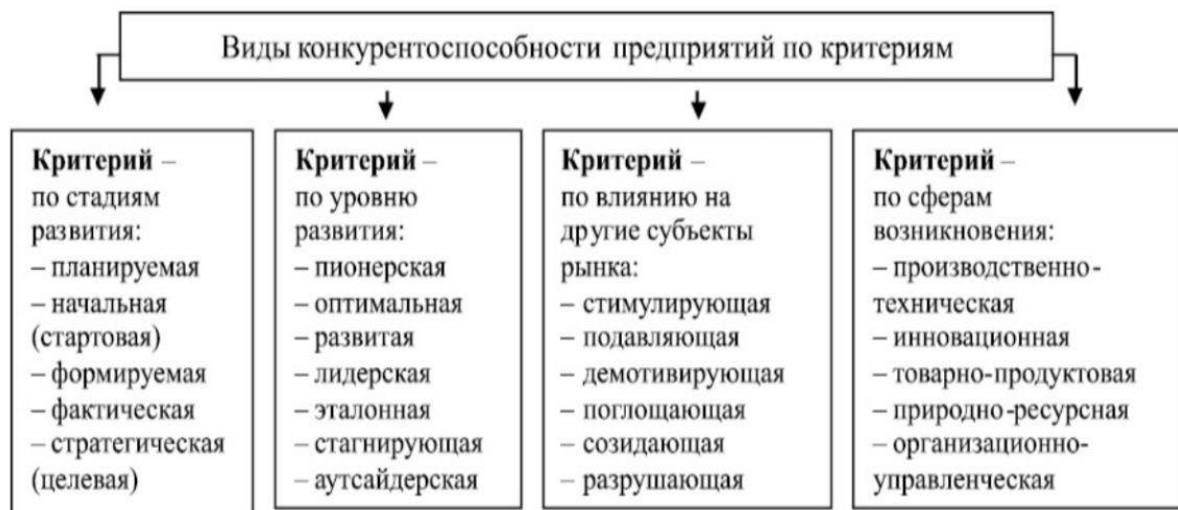 Виды конкурентоспособности предприятий по критериям
Критерий –
по стадиям
развития:
– планируемая
– начальная
(стартовая)
– формируемая
– фактическая
– стратегическая
(целевая)
Критерий –
по уровню
развития:
– пионерская
– оптимальная
– развитая
– лидерская
– эталонная
– стагнирующая
– аутсайдерская
Критерий –
по влиянию на
другие субъекты
рынка:
– стимулирующая
– подавляющая
– демотивирующая
– поглощающая
– созидающая
– разрушающая
Критерий –
по сферам
возникновения:
– производственно-
техническая
– инновационная
– товарно-продуктовая
– природно-ресурсная
– организационно-
управленческая